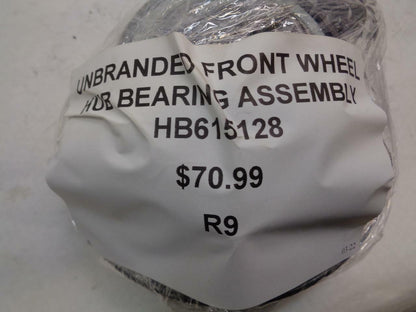 UNBRANDED FRONT WHEEL
HUB BEARING ASSEMBLY
HB615128
$70.99
R9